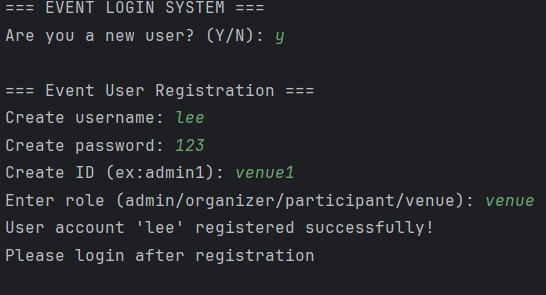 === EVENT LOGIN SYSTEM ===
Are you a new user? (Y/N): y
=== Event User Registration ===
Create username: lee
Create password: 123
Create ID (ex:admin1): venue1
Enter role (admin/organizer/participant/venue): venue
User account 'lee' registered successfully!
Please login after registration